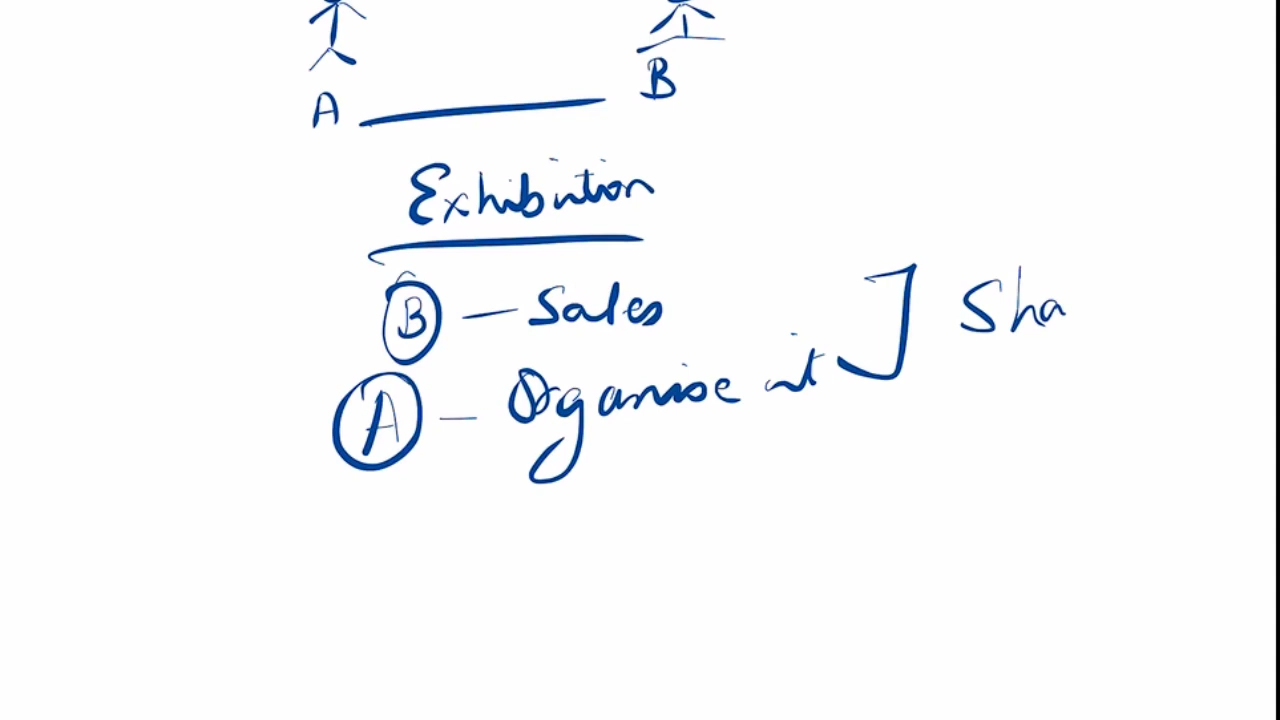 A B
Exhibition
B – Sales
A – Organise it ] Sha